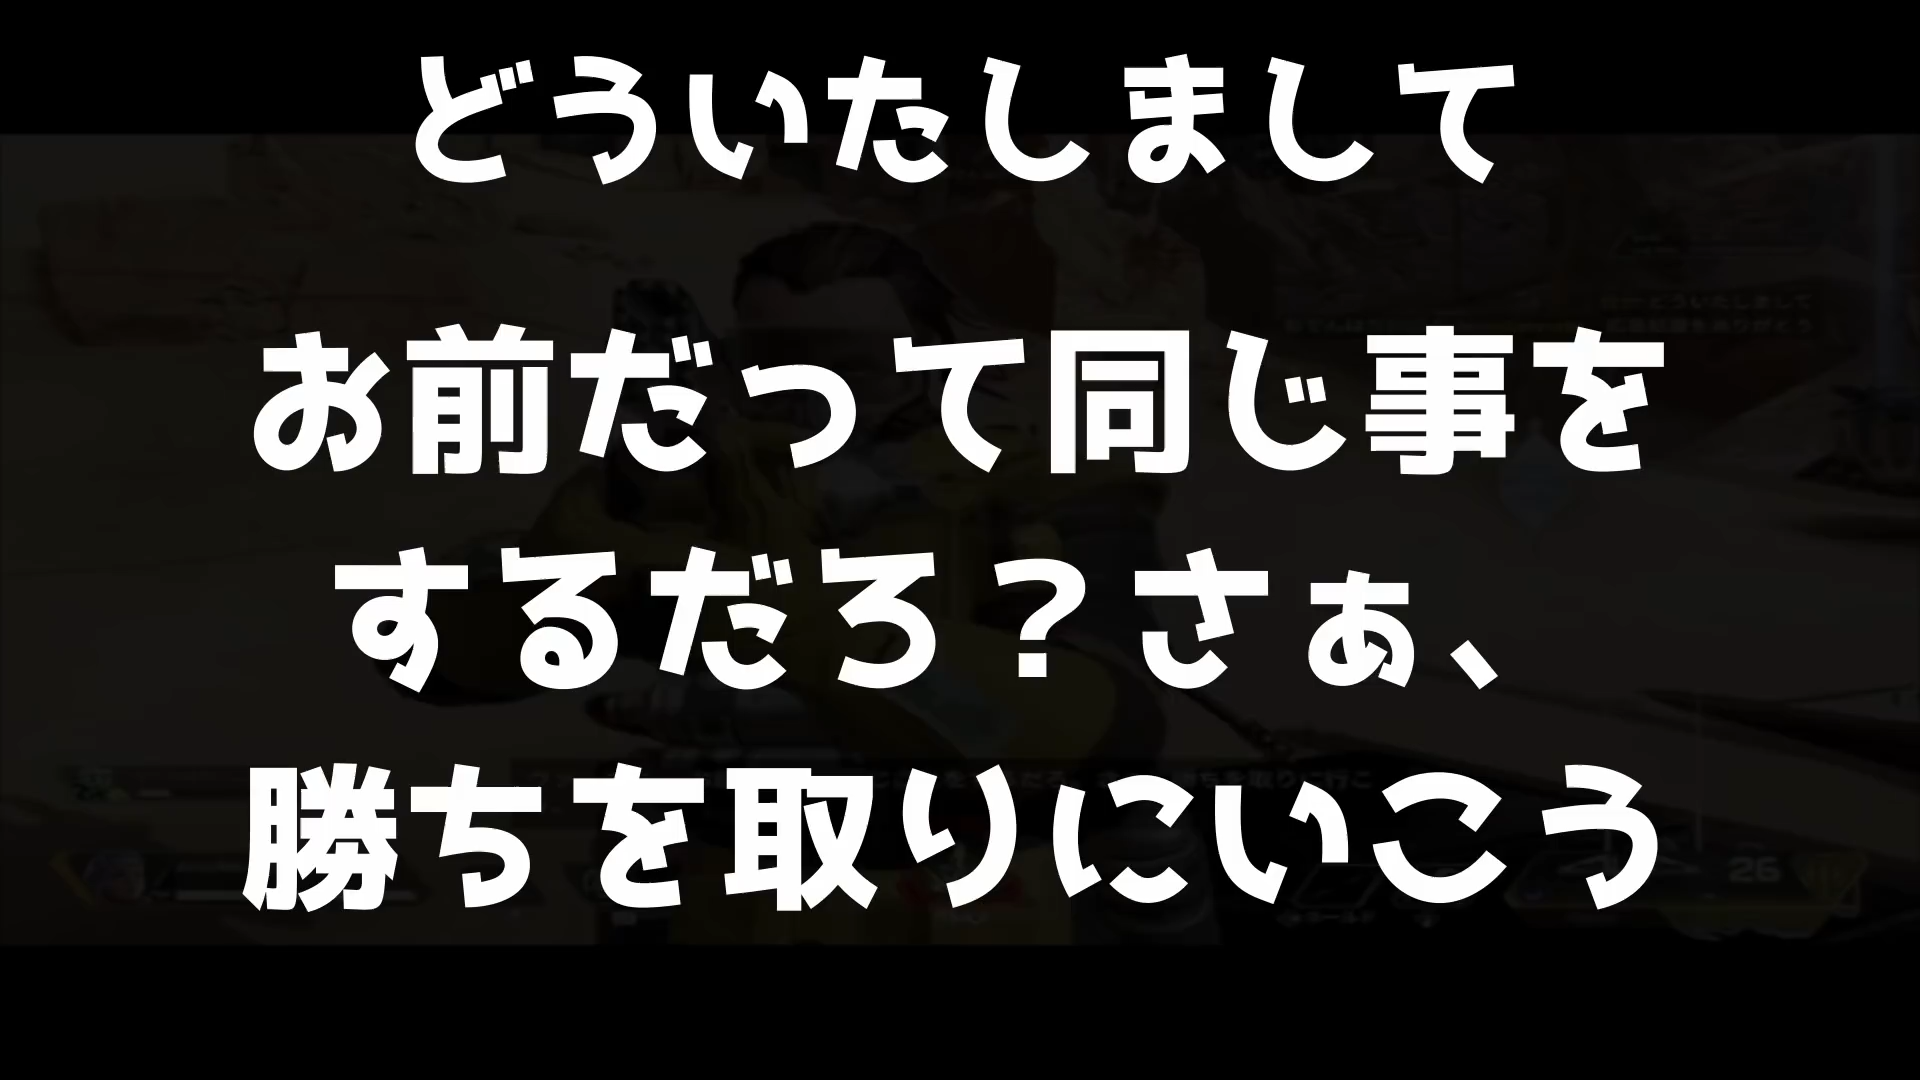 どういたしまして
お前だって同じ事を
するだろ？さぁ、
勝ちを取りにいこう
26